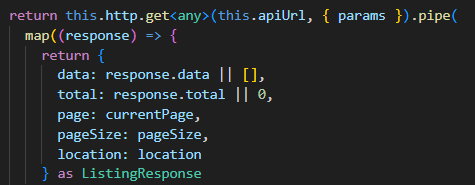 return this.http.get<any>(this.apiUrl, { params }).pipe(
map((response) => {
return {
data: response.data || [],
total: response.total || 0,
page: currentPage,
pageSize: pageSize,
location: location
} as ListingResponse